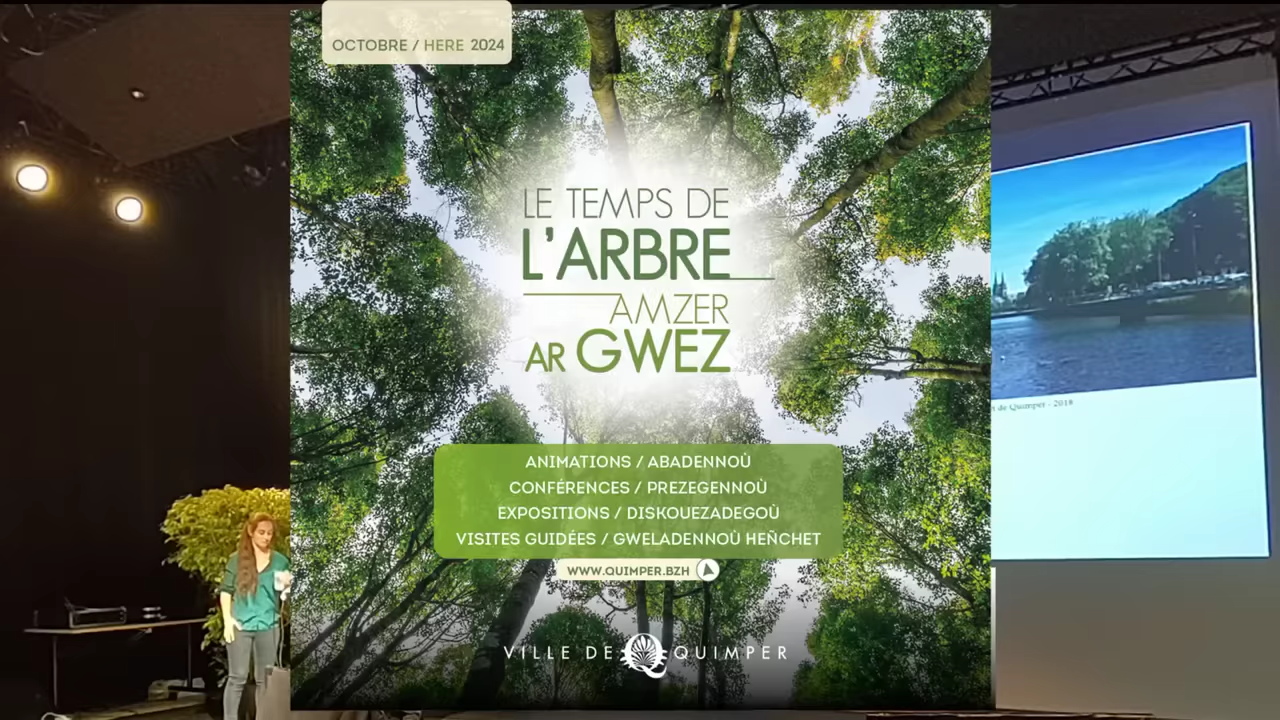 OCTOBRE / HERE 2024
LE TEMPS DE
L'ARBRE
AMZER
AR GWEZ
ANIMATIONS / ABADENNOÙ
CONFÉRENCES / PREZEGENNOÙ
EXPOSITIONS / DISKOUEZADEGOÙ
VISITES GUIDÉES / GWELADENNOÙ HEÑCHET
WWW.QUIMPER.BZH
VILLE DE QUIMPER
de Quimper - 2018